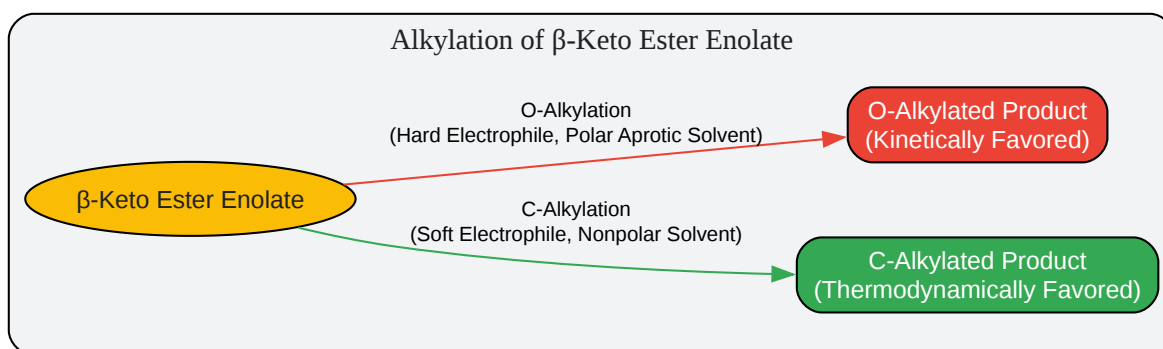 Alkylation of β-Keto Ester Enolate
O-Alkylation
(Hard Electrophile, Polar Aprotic Solvent)
O-Alkylated Product
(Kinetically Favored)
β-Keto Ester Enolate
C-Alkylation
(Soft Electrophile, Nonpolar Solvent)
C-Alkylated Product
(Thermodynamically Favored)